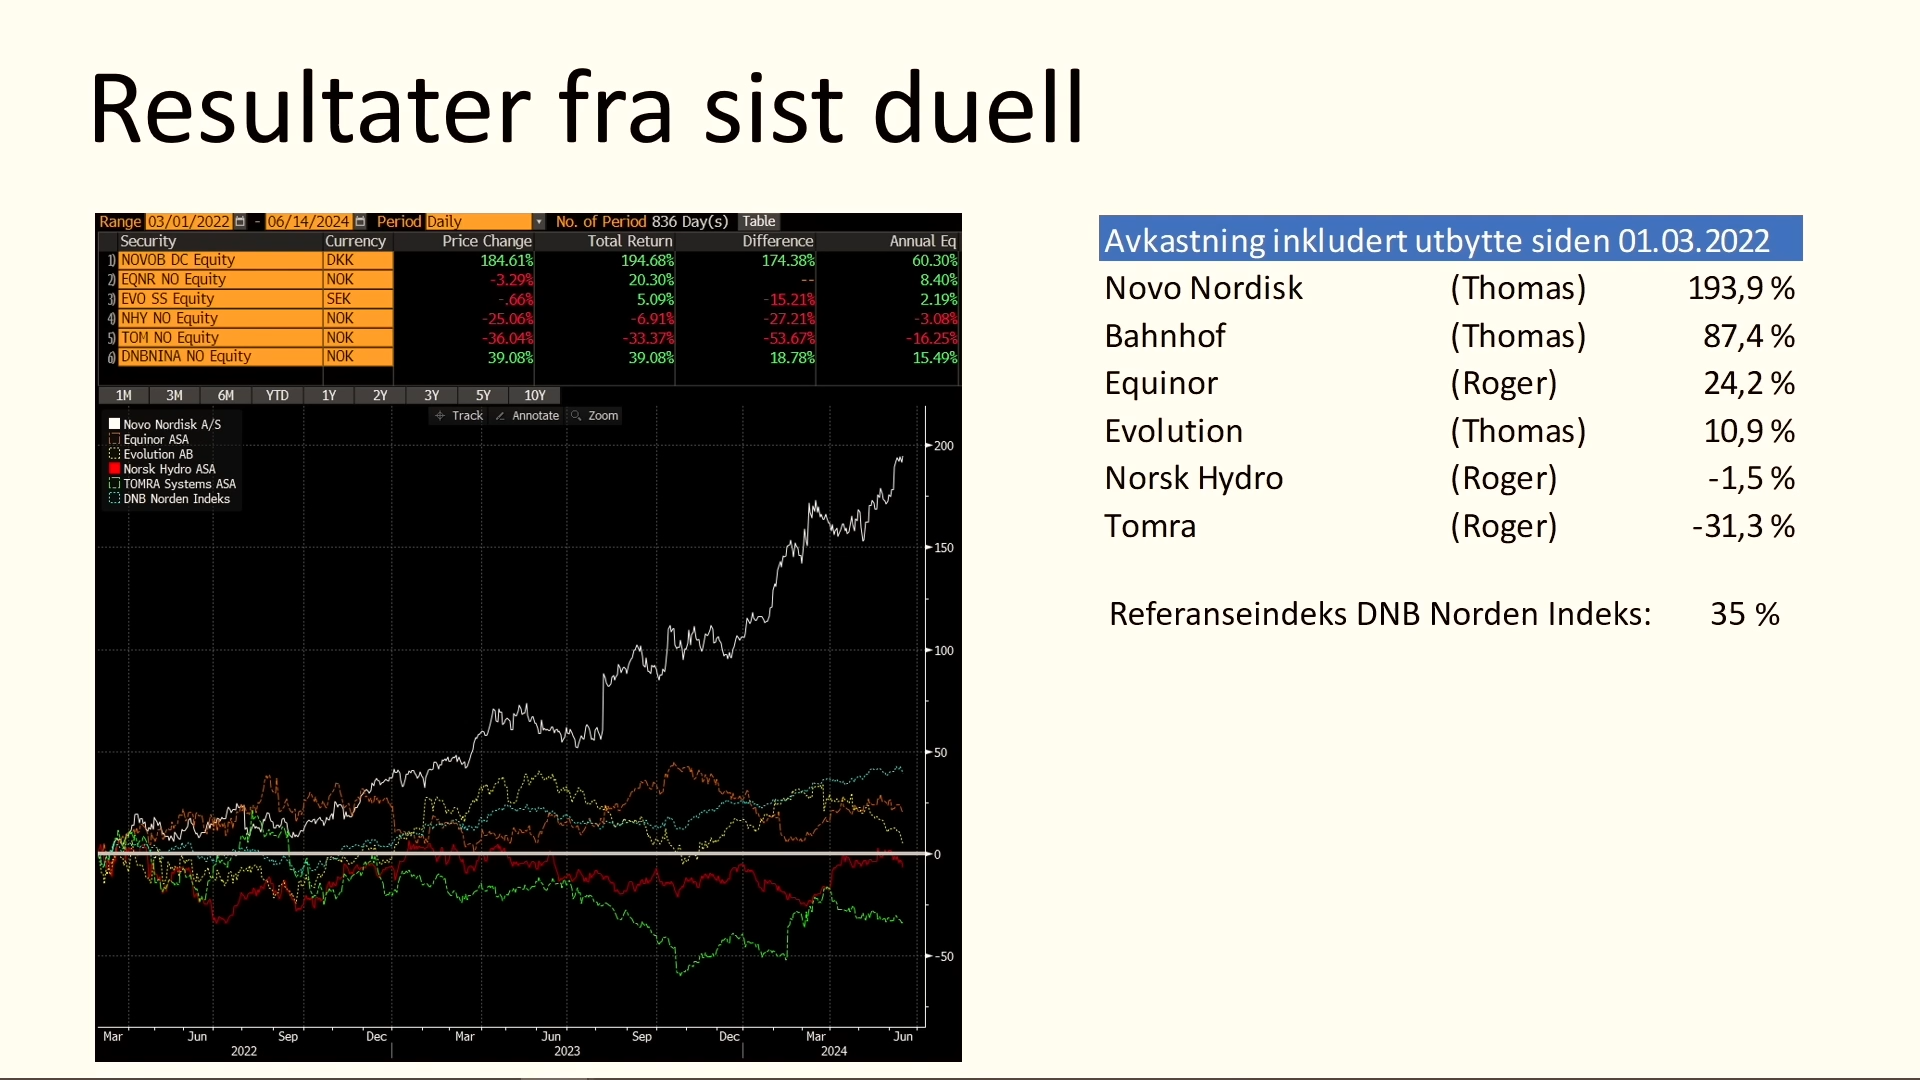 Resultater fra sist duell
Range 03/01/2022 - 06/14/2024 Period Daily No. of Period 836 Day(s) Table
Security Currency Price Change Total Return Difference Annual Eq
1) NOVOB DC Equity DKK 184.61% 194.68% 174.38% 60.30%
2) EQNR NO Equity NOK -3.29% 20.30% -- 8.40%
3) EVO SS Equity SEK -.66% 5.09% -15.21% 2.19%
4) NHY NO Equity NOK -25.06% -6.91% -27.21% -3.08%
5) TOM NO Equity NOK -36.04% -33.37% -53.67% -16.25%
6) DNBNINA NO Equity NOK 39.08% 39.08% 18.78% 15.49%
1M 3M 6M YTD 1Y 2Y 3Y 5Y 10Y
Track Annotate Zoom
Novo Nordisk A/S
Equinor ASA
Evolution AB
Norsk Hydro ASA
TOMRA Systems ASA
DNB Norden Indeks
200
150
100
50
0
-50
Mar Jun Sep Dec Mar Jun Sep Dec Mar Jun
2022 2023 2024
Avkastning inkludert utbytte siden 01.03.2022
Novo Nordisk (Thomas) 193,9 %
Bahnhof (Thomas) 87,4 %
Equinor (Roger) 24,2 %
Evolution (Thomas) 10,9 %
Norsk Hydro (Roger) -1,5 %
Tomra (Roger) -31,3 %
Referanseindeks DNB Norden Indeks: 35 %